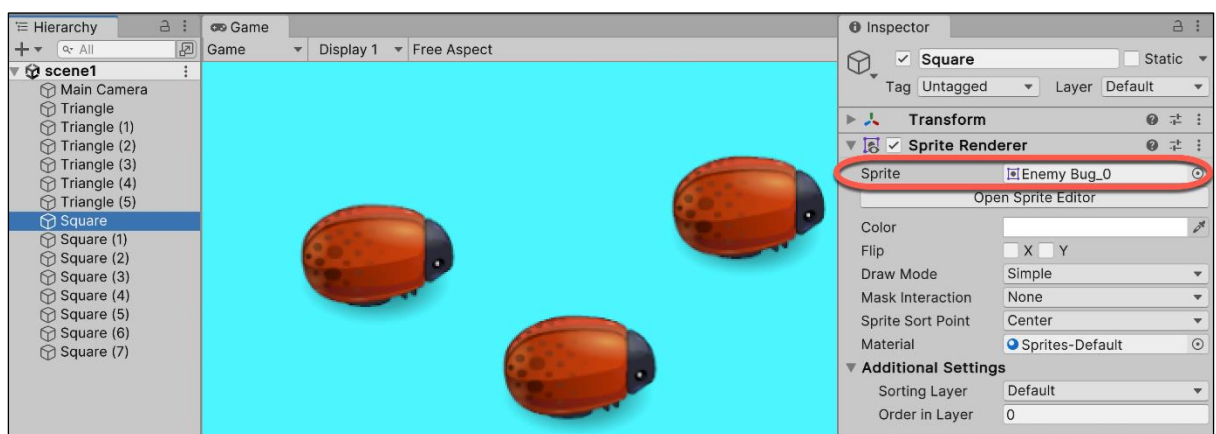 Hierarchy
All
scene1
Main Camera
Triangle
Triangle (1)
Triangle (2)
Triangle (3)
Triangle (4)
Triangle (5)
Square
Square (1)
Square (2)
Square (3)
Square (4)
Square (5)
Square (6)
Square (7)
Game
Game Display 1 Free Aspect
Inspector
Square Static
Tag Untagged Layer Default
Transform
Sprite Renderer
Sprite Enemy Bug_0
Open Sprite Editor
Color
Flip X Y
Draw Mode Simple
Mask Interaction None
Sprite Sort Point Center
Material Sprites-Default
Additional Settings
Sorting Layer Default
Order in Layer 0